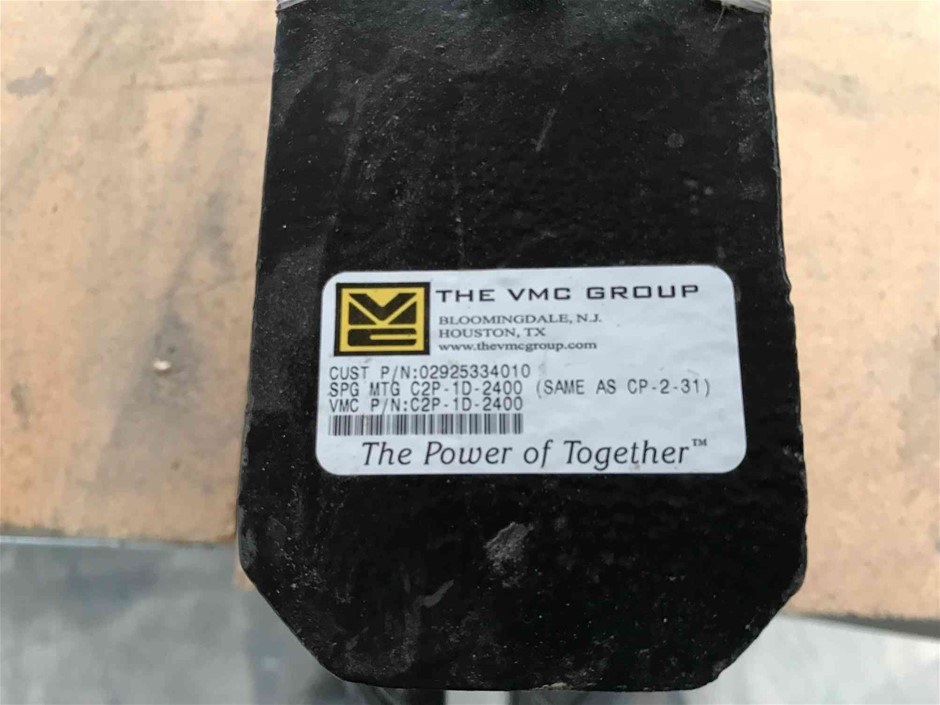 VMC
THE VMC GROUP
BLOOMINGDALE, N.J.
HOUSTON, TX
www.thevmcgroup.com
CUST P/N:02925334010
SPG MTG C2P-1D-2400 (SAME AS CP-2-31)
VMC P/N:C2P-1D-2400
The Power of Together™